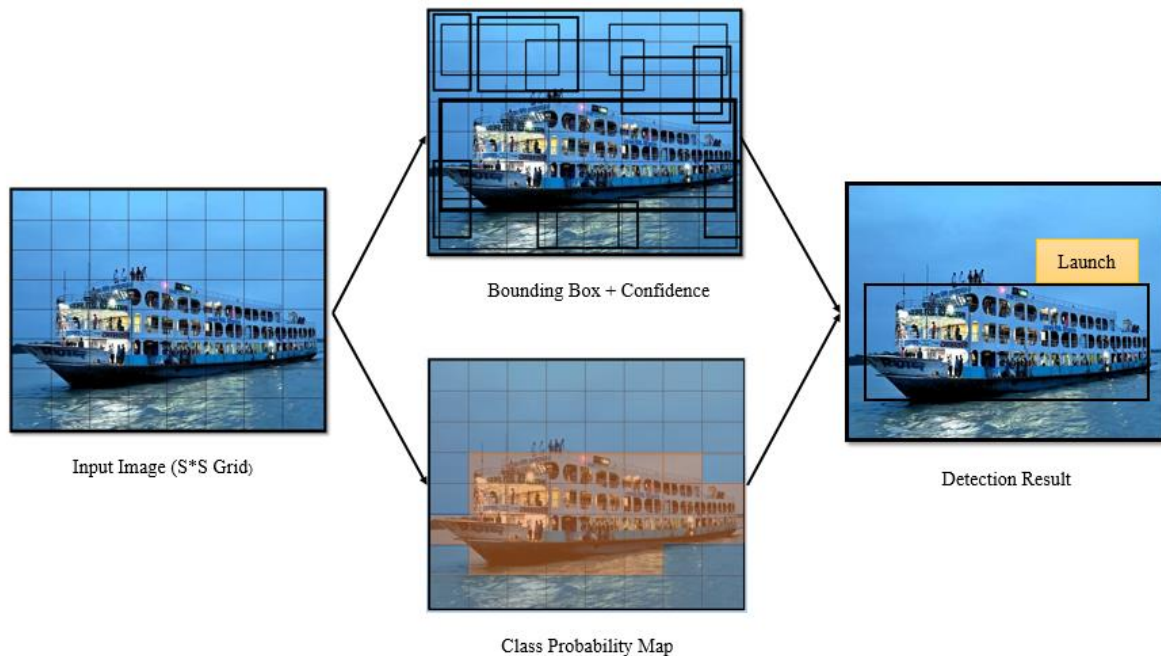 Bounding Box + Confidence
Launch
Input Image (S*S Grid)
Detection Result
Class Probability Map